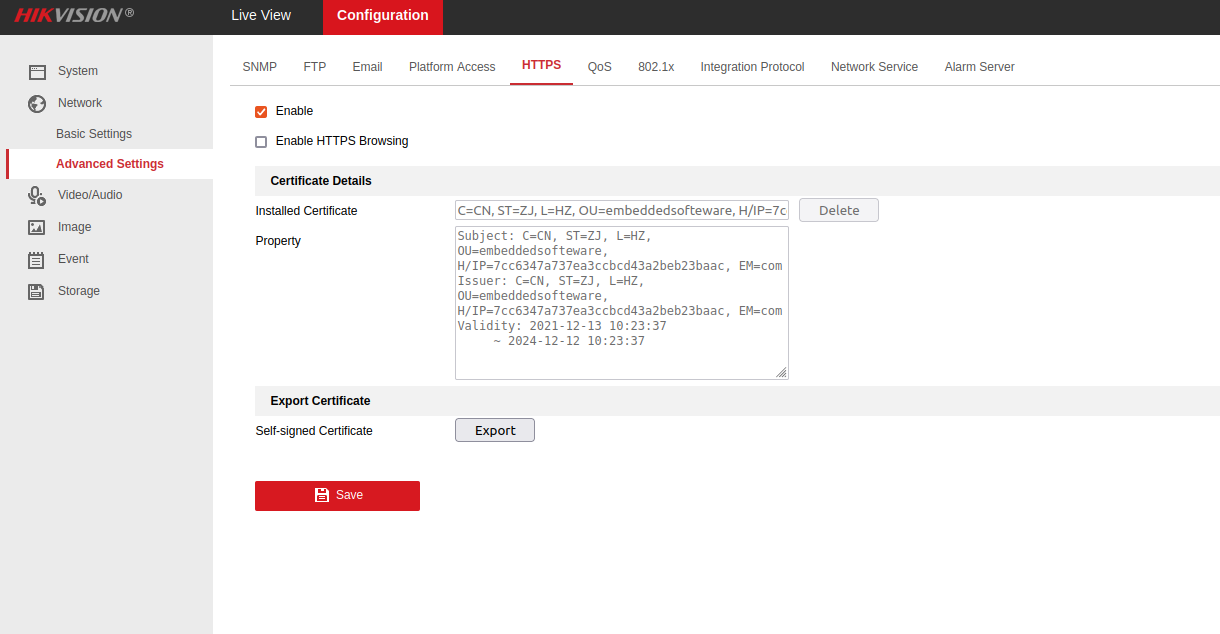 HIKVISION®
Live View
Configuration
System
Network
Basic Settings
Advanced Settings
Video/Audio
Image
Event
Storage
SNMP FTP Email Platform Access HTTPS QoS 802.1x Integration Protocol Network Service Alarm Server
Enable
Enable HTTPS Browsing
Certificate Details
Installed Certificate C=CN, ST=ZJ, L=HZ, OU=embeddedsofteware, H/IP=7c Delete
Property
Subject: C=CN, ST=ZJ, L=HZ,
OU=embeddedsofteware,
H/IP=7cc6347a737ea3ccbcd43a2beb23baac, EM=com
Issuer: C=CN, ST=ZJ, L=HZ,
OU=embeddedsofteware,
H/IP=7cc6347a737ea3ccbcd43a2beb23baac, EM=com
Validity: 2021-12-13 10:23:37
~ 2024-12-12 10:23:37
Export Certificate
Self-signed Certificate Export
Save